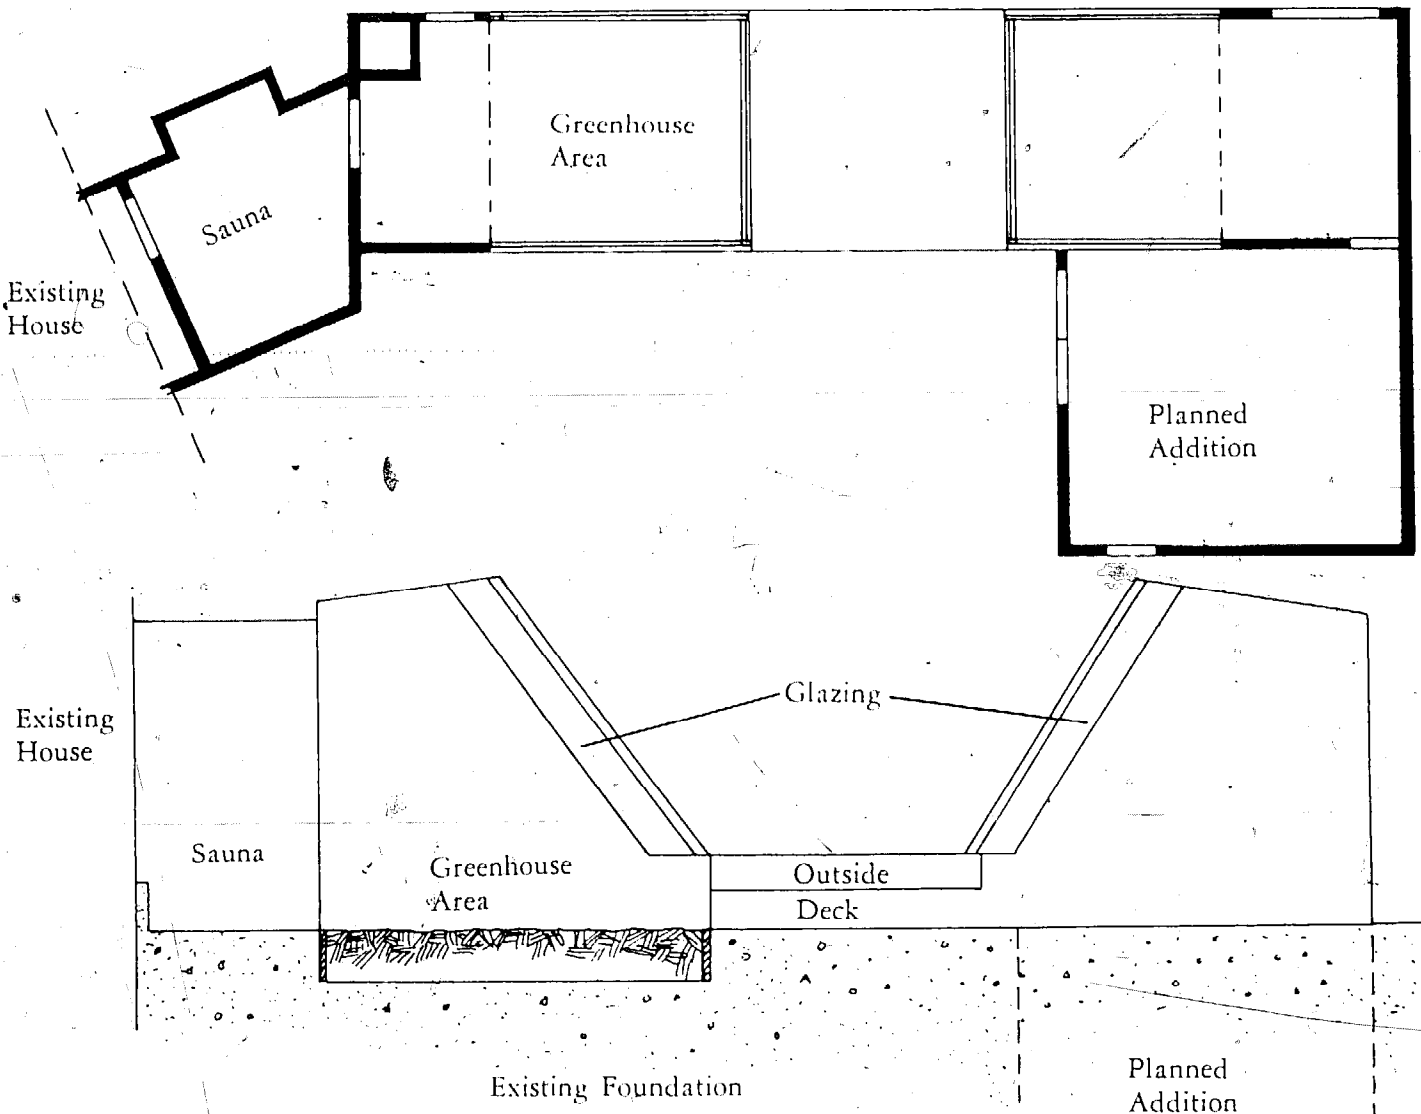 Greenhouse
Area
Sauna
Existing
House
Planned
Addition
Existing
House
Glazing
Sauna
Greenhouse
Area
Outside
Deck
Existing Foundation
Planned
Addition